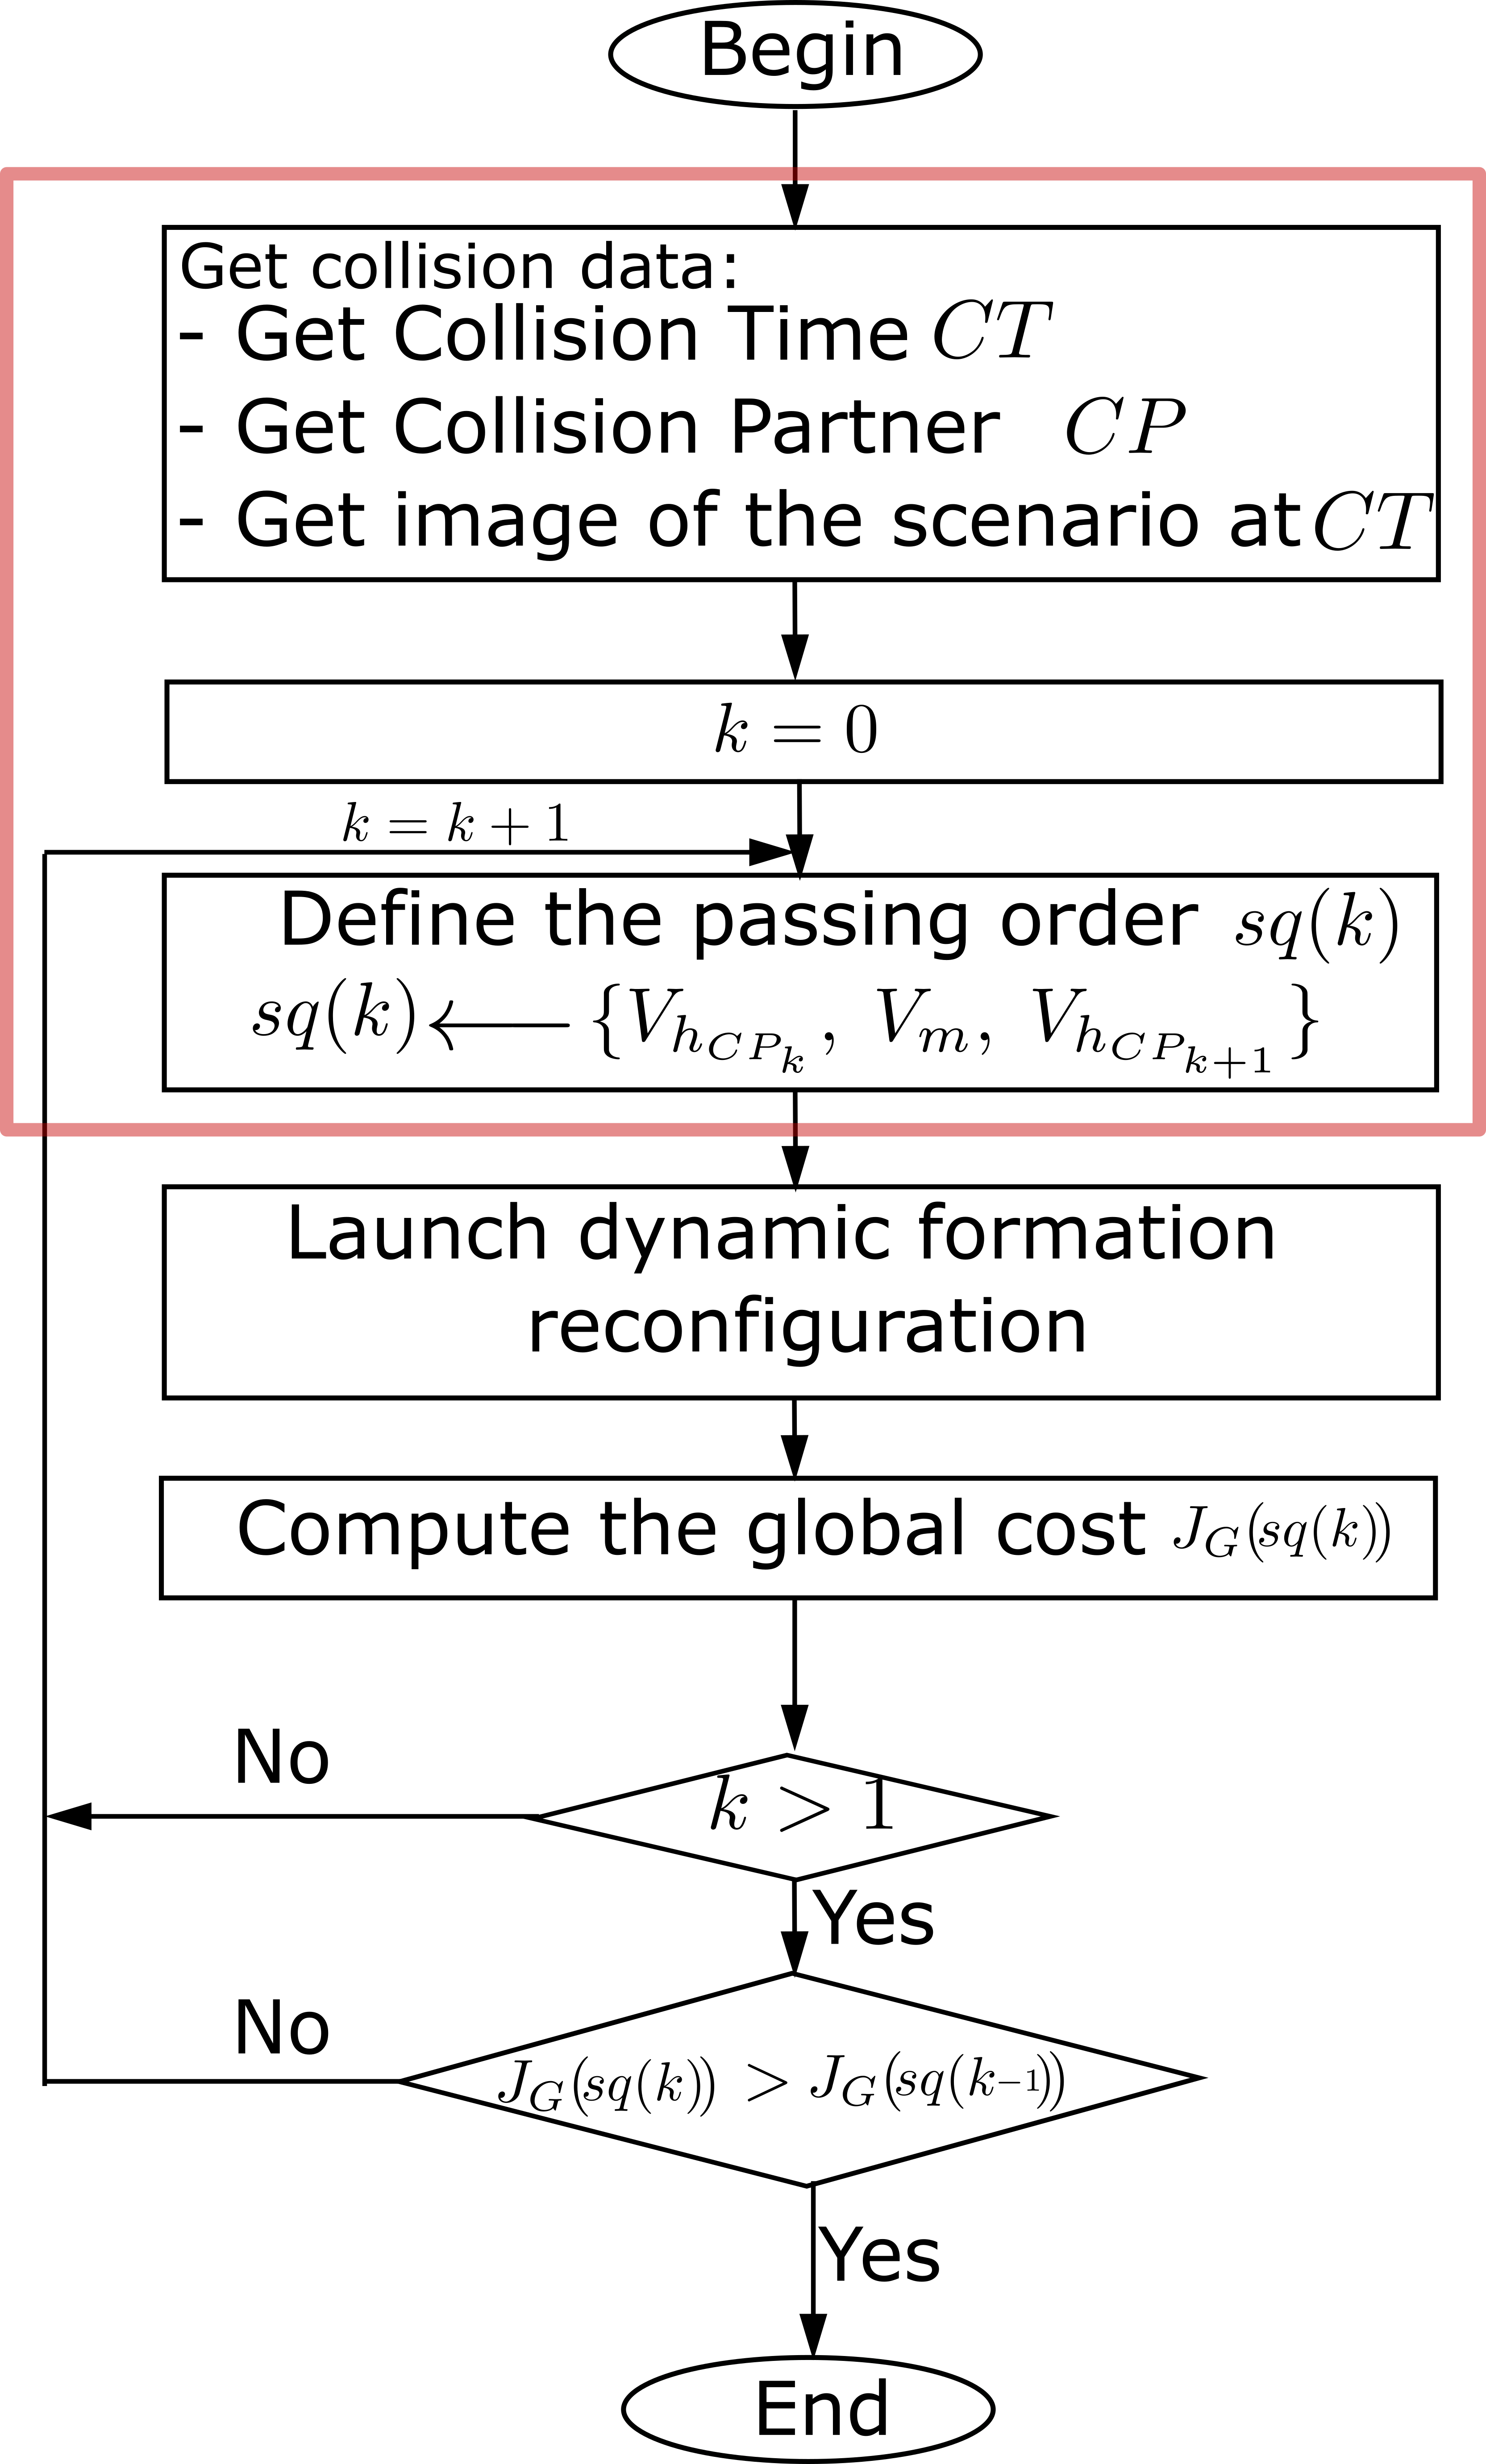 Begin
Get collision data:
- Get Collision Time CT
- Get Collision Partner CP
- Get image of the scenario at CT
k = 0
k = k + 1
Define the passing order sq(k)
sq(k) ⟵ {V_{h_{CP_k}}, V_m, V_{h_{CP_{k+1}}}}
Launch dynamic formation
reconfiguration
Compute the global cost J_G(sq(k))
No
k > 1
Yes
No
J_G(sq(k)) > J_G(sq(k−1))
Yes
End